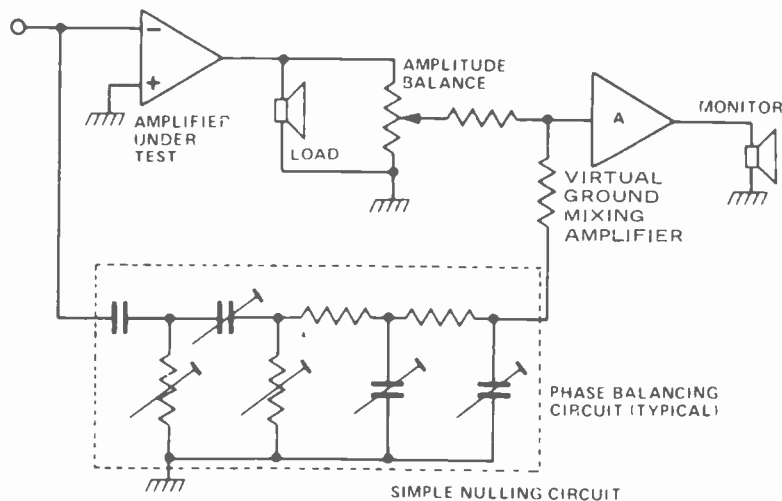 −
+
AMPLIFIER
UNDER
TEST
LOAD
AMPLITUDE
BALANCE
A
MONITOR
VIRTUAL
GROUND
MIXING
AMPLIFIER
PHASE BALANCING
CIRCUIT (TYPICAL)
SIMPLE NULLING CIRCUIT